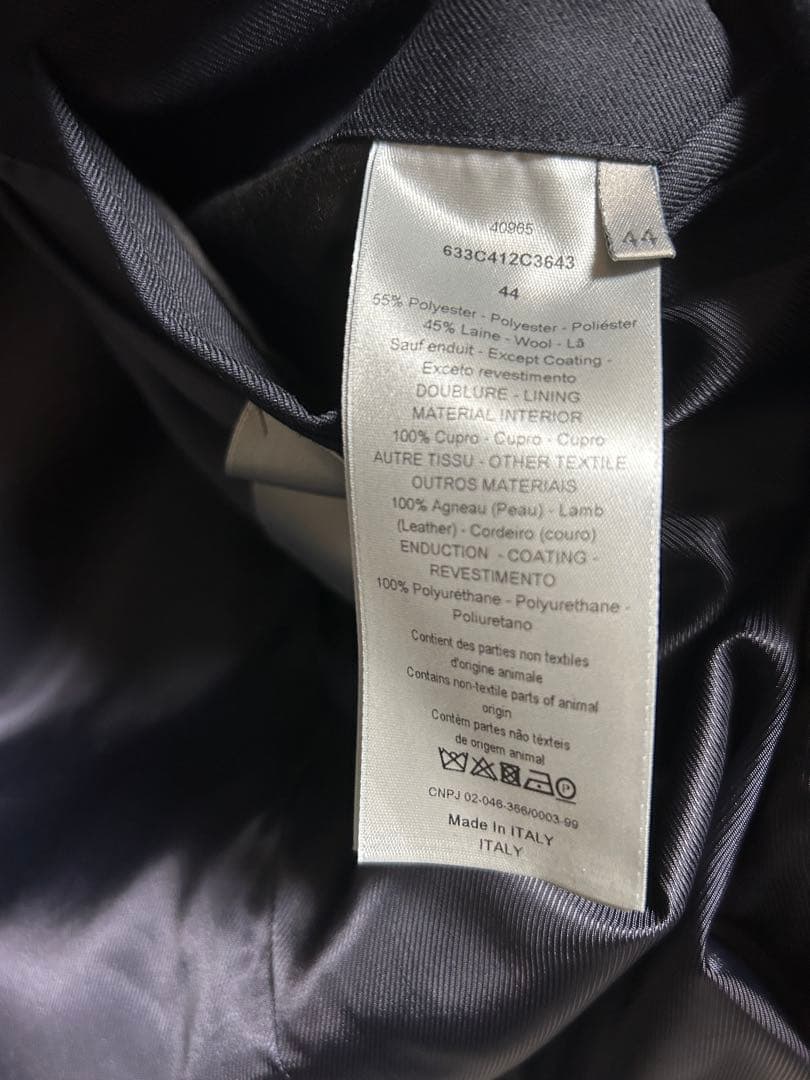 44
40965
633C412C3643
44
55% Polyester - Polyester - Poliéster
45% Laine - Wool - Lã
Sauf enduit - Except Coating -
Exceto revestimento
DOUBLURE - LINING
MATERIAL INTERIOR
100% Cupro - Cupro - Cupro
AUTRE TISSU - OTHER TEXTILE
OUTROS MATERIAIS
100% Agneau (Peau) - Lamb
(Leather) - Cordeiro (couro)
ENDUCTION - COATING -
REVESTIMENTO
100% Polyuréthane - Polyurethane -
Poliuretano
Contient des parties non textiles
d'origine animale
Contains non-textile parts of animal
origin
Contém partes não têxteis
de origem animal
P
CNPJ 02-046-366/0003-99
Made In ITALY
ITALY